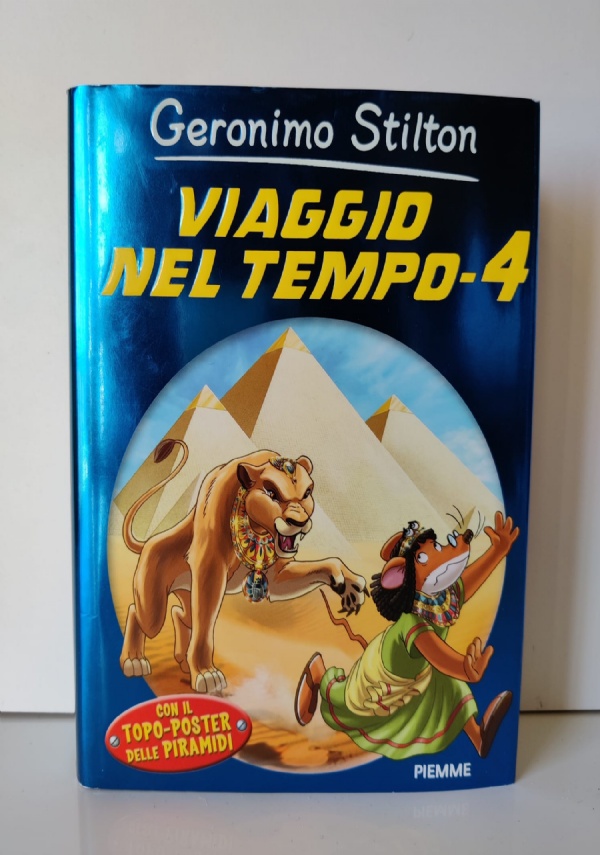 Geronimo Stilton
VIAGGIO
NEL TEMPO-4
CON IL
TOPO-POSTER
DELLE PIRAMIDI
PIEMME